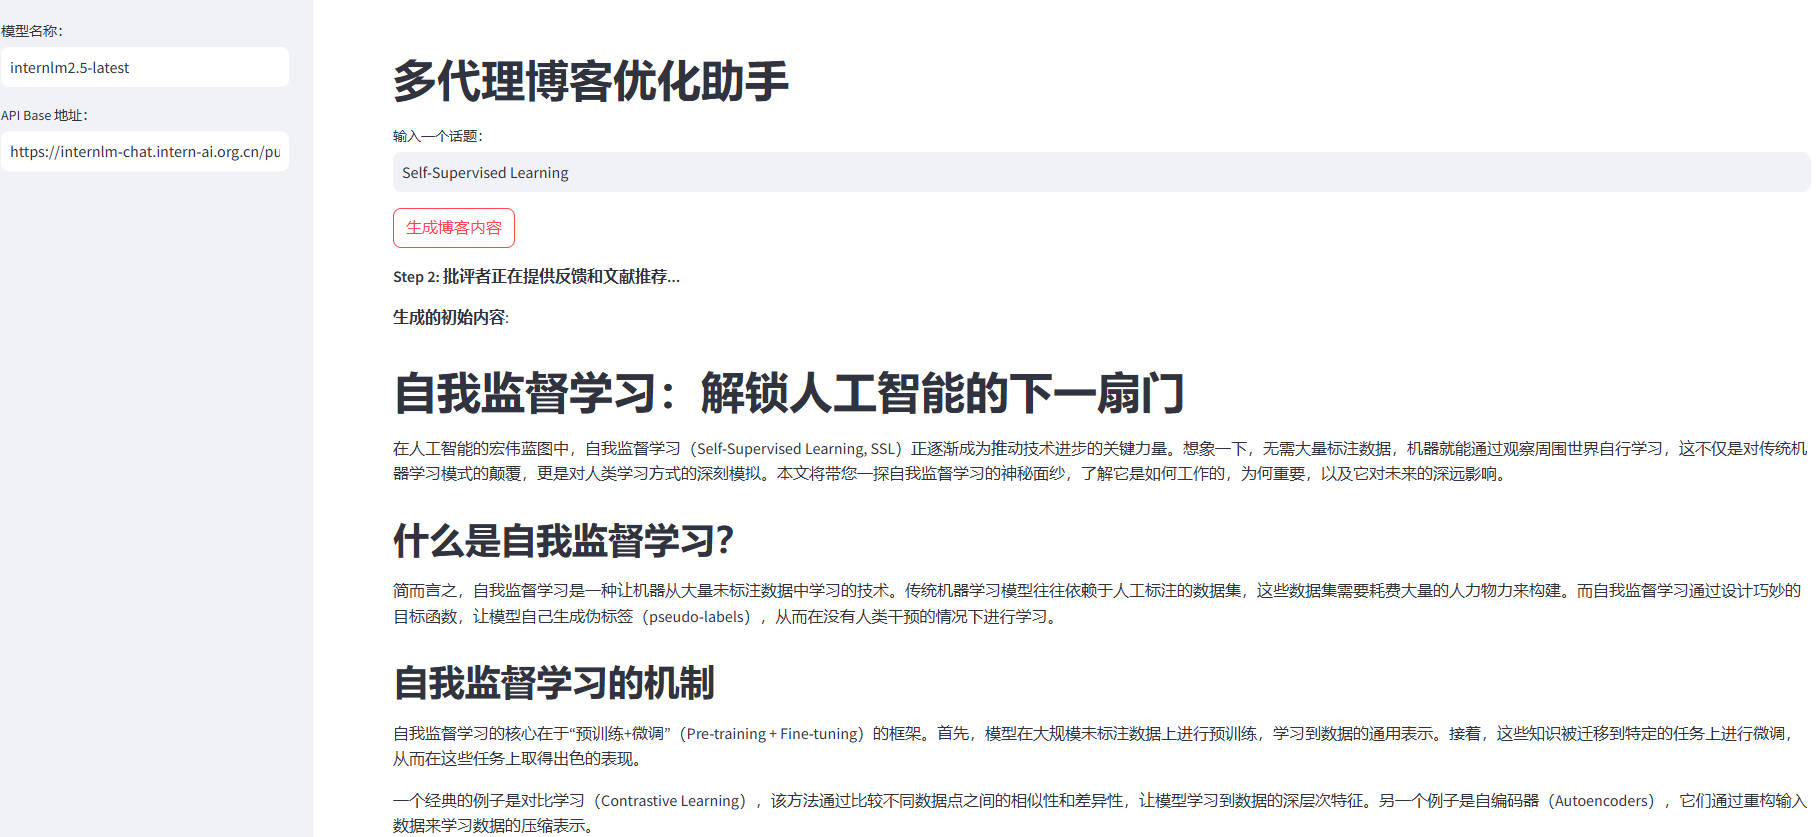 模型名称：
internlm2.5-latest
API Base 地址：
https://internlm-chat.intern-ai.org.cn/pu
多代理博客优化助手
输入一个话题：
Self-Supervised Learning
生成博客内容
Step 2: 批评者正在提供反馈和文献推荐...
生成的初始内容:
自我监督学习：解锁人工智能的下一扇门
在人工智能的宏伟蓝图中，自我监督学习（Self-Supervised Learning, SSL）正逐渐成为推动技术进步的关键力量。想象一下，无需大量标注数据，机器就能通过观察周围世界自行学习，这不仅是对传统机
器学习模式的颠覆，更是对人类学习方式的深刻模拟。本文将带您一探自我监督学习的神秘面纱，了解它是如何工作的，为何重要，以及它对未来的深远影响。
什么是自我监督学习？
简而言之，自我监督学习是一种让机器从大量未标注数据中学习的技术。传统机器学习模型往往依赖于人工标注的数据集，这些数据集需要耗费大量的人力物力来构建。而自我监督学习通过设计巧妙的
目标函数，让模型自己生成伪标签（pseudo-labels），从而在没有人类干预的情况下进行学习。
自我监督学习的机制
自我监督学习的核心在于“预训练+微调”（Pre-training + Fine-tuning）的框架。首先，模型在大规模未标注数据上进行预训练，学习到数据的通用表示。接着，这些知识被迁移到特定的任务上进行微调，
从而在这些任务上取得出色的表现。
一个经典的例子是对比学习（Contrastive Learning），该方法通过比较不同数据点之间的相似性和差异性，让模型学习到数据的深层次特征。另一个例子是自编码器（Autoencoders），它们通过重构输入
数据来学习数据的压缩表示。